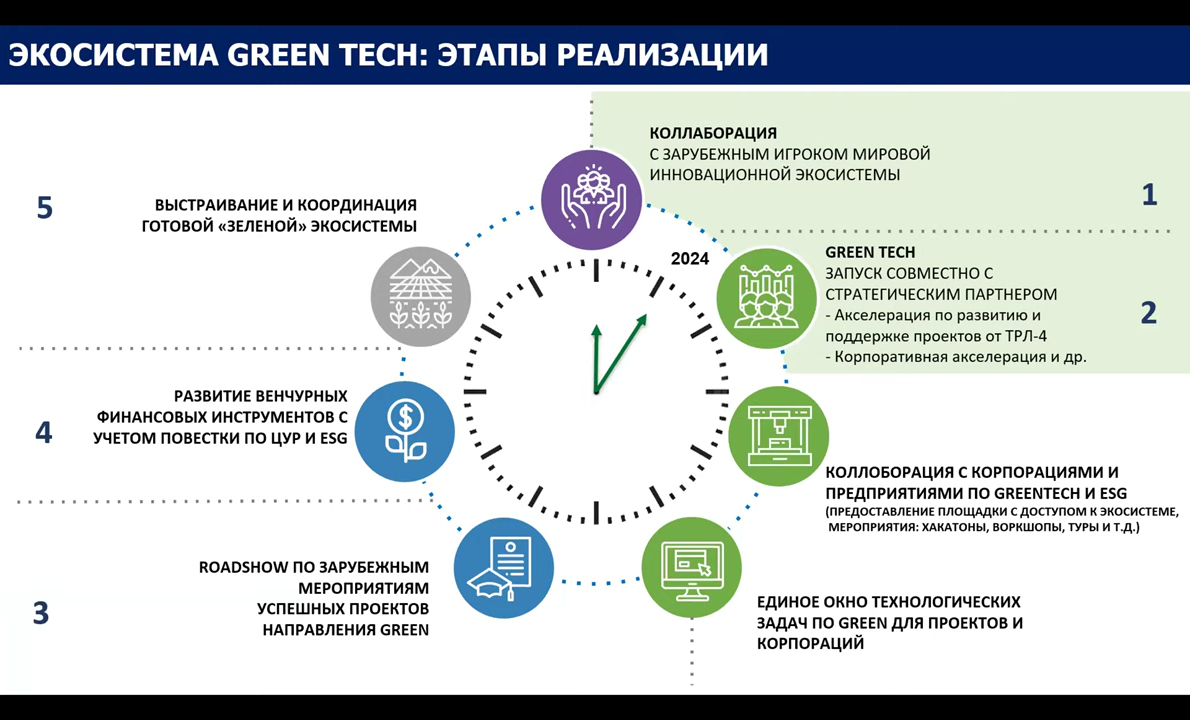 ЭКОСИСТЕМА GREEN TECH: ЭТАПЫ РЕАЛИЗАЦИИ
КОЛЛАБОРАЦИЯ
С ЗАРУБЕЖНЫМ ИГРОКОМ МИРОВОЙ
ИННОВАЦИОННОЙ ЭКОСИСТЕМЫ
1
2024
GREEN TECH
ЗАПУСК СОВМЕСТНО С
СТРАТЕГИЧЕСКИМ ПАРТНЕРОМ
- Акселерация по развитию и
поддержке проектов от ТРЛ-4
- Корпоративная акселерация и др.
2
КОЛЛОБОРАЦИЯ С КОРПОРАЦИЯМИ И
ПРЕДПРИЯТИЯМИ ПО GREENTECH И ESG
(ПРЕДОСТАВЛЕНИЕ ПЛОЩАДКИ С ДОСТУПОМ К ЭКОСИСТЕМЕ,
МЕРОПРИЯТИЯ: ХАКАТОНЫ, ВОРКШОПЫ, ТУРЫ И Т.Д.)
ЕДИНОЕ ОКНО ТЕХНОЛОГИЧЕСКИХ
ЗАДАЧ ПО GREEN ДЛЯ ПРОЕКТОВ И
КОРПОРАЦИЙ
ROADSHOW ПО ЗАРУБЕЖНЫМ
МЕРОПРИЯТИЯМ
УСПЕШНЫХ ПРОЕКТОВ
НАПРАВЛЕНИЯ GREEN
3
РАЗВИТИЕ ВЕНЧУРНЫХ
ФИНАНСОВЫХ ИНСТРУМЕНТОВ С
УЧЕТОМ ПОВЕСТКИ ПО ЦУР И ESG
4
ВЫСТРАИВАНИЕ И КООРДИНАЦИЯ
ГОТОВОЙ «ЗЕЛЕНОЙ» ЭКОСИСТЕМЫ
5